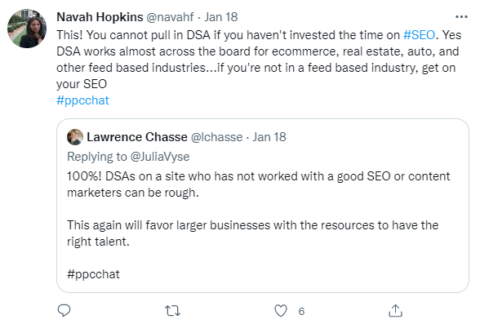 Navah Hopkins @navahf · Jan 18
This! You cannot pull in DSA if you haven't invested the time on #SEO. Yes
DSA works almost across the board for ecommerce, real estate, auto, and
other feed based industries...if you're not in a feed based industry, get on
your SEO
#ppcchat
Lawrence Chasse @lchasse · Jan 18
Replying to @JuliaVyse
100%! DSAs on a site who has not worked with a good SEO or content
marketers can be rough.
This again will favor larger businesses with the resources to have the
right talent.
#ppcchat
6